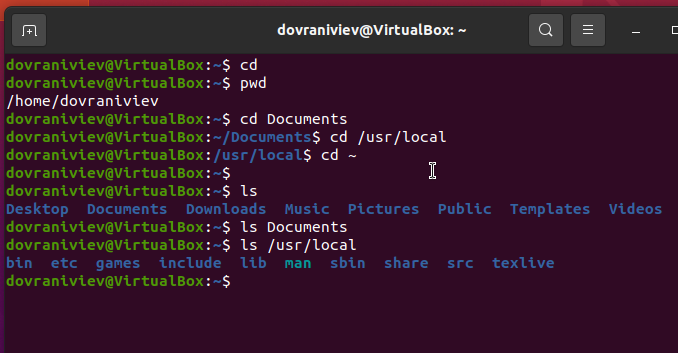 dovraniviev@VirtualBox: ~
dovraniviev@VirtualBox:~$ cd
dovraniviev@VirtualBox:~$ pwd
/home/dovraniviev
dovraniviev@VirtualBox:~$ cd Documents
dovraniviev@VirtualBox:~/Documents$ cd /usr/local
dovraniviev@VirtualBox:/usr/local$ cd ~
dovraniviev@VirtualBox:~$
dovraniviev@VirtualBox:~$ ls
Desktop Documents Downloads Music Pictures Public Templates Videos
dovraniviev@VirtualBox:~$ ls Documents
dovraniviev@VirtualBox:~$ ls /usr/local
bin etc games include lib man sbin share src texlive
dovraniviev@VirtualBox:~$